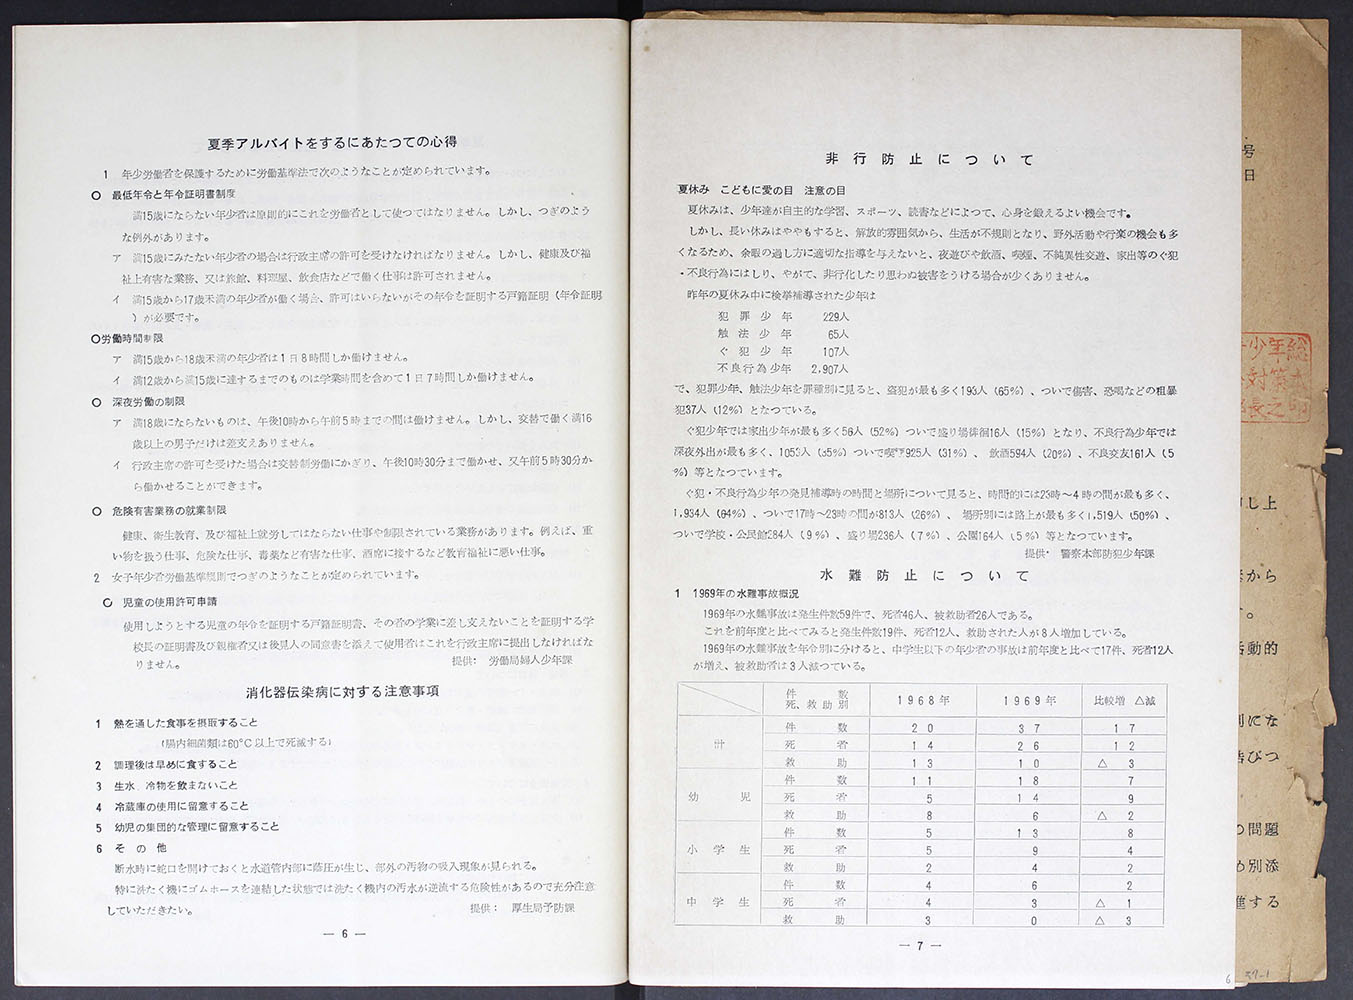 夏季アルバイトをするにあたつての心得
1 年少労働者を保護するために労働基準法で次のようなことが定められています。
○ 最低年令と年令証明書制度
満15歳にならない年少者は原則的にこれを労働者として使つてはなりません。しかし、つぎのよう
な例外があります。
ア 満15歳にみたない年少者の場合は行政主席の許可を受けなければなりません。しかし、健康及び福
祉上有害な業務、又は旅館、料理屋、飲食店などで働く仕事は許可されません。
イ 満15歳から17歳未満の年少者が働く場合、許可はいらないがその年令を証明する戸籍証明（年令証明
）が必要です。
○労働時間制限
ア 満15歳から18歳未満の年少者は1日8時間しか働けません。
イ 満12歳から満15歳に達するまでのものは学業時間を含めて1日7時間しか働けません。
○ 深夜労働の制限
ア 満18歳にならないものは、午後10時から午前5時までの間は働けません。しかし、交替で働く満16
歳以上の男子だけは差支えありません。
イ 行政主席の許可を受けた場合は交替制労働にかぎり、午後10時30分まで働かせ、又午前5時30分か
ら働かせることができます。
○ 危険有害業務の就業制限
健康、衛生教育、及び福祉上就労してはならない仕事や制限されている業務があります。例えば、重
い物を扱う仕事、危険な仕事、毒薬など有害な仕事、酒席に接するなど教育福祉に悪い仕事。
2 女子年少者労働基準規則でつぎのようなことが定められています。
○ 児童の使用許可申請
使用しようとする児童の年令を証明する戸籍証明書、その者の学業に差し支えないことを証明する学
校長の証明書及び親権者又は後見人の同意書を添えて使用者はこれを行政主席に提出しなければな
りません。 提供: 労働局婦人少年課
消化器伝染病に対する注意事項
1 熱を通した食事を摂取すること
（腸内細菌類は60°C以上で死滅する）
2 調理後は早めに食すること
3 生水、冷物を飲まないこと
4 冷蔵庫の使用に留意すること
5 幼児の集団的な管理に留意すること
6 その他
断水時に蛇口を開けておくと水道管内部に蔭圧が生じ、部外の汚物の吸入現象が見られる。
特に洗たく機にゴムホースを連結した状態では洗たく機内の汚水が逆流する危険性があるので充分注意
していただきたい。 提供: 厚生局予防課
— 6 —
非行防止について
夏休み こどもに愛の目 注意の目
夏休みは、少年達が自主的な学習、スポーツ、読書などによつて、心身を鍛えるよい機会です。
しかし、長い休みはややもすると、解放的雰囲気から、生活が不規則となり、野外活動や行楽の機会も多
くなるため、余暇の過し方に適切な指導を与えないと、夜遊びや飲酒、喫煙、不純異性交遊、家出等のぐ犯
・不良行為にはしり、やがて、非行化したり思わぬ被害をうける場合が少くありません。
昨年の夏休み中に検挙補導された少年は
犯罪少年 229人
触法少年 65人
ぐ犯少年 107人
不良行為少年 2,907人
で、犯罪少年、触法少年を罪種別に見ると、盗犯が最も多く193人（65%）、ついで傷害、恐喝などの粗暴
犯37人（12%）となつている。
ぐ犯少年では家出少年が最も多く56人（52%）ついで盛り場徘徊16人（15%）となり、不良行為少年では
深夜外出が最も多く、1053人（35%）ついで喫煙925人（31%）、飲酒594人（20%）、不良交友161人（5
%）等となつています。
ぐ犯・不良行為少年の発見補導時の時間と場所について見ると、時間的には23時〜4時の間が最も多く、
1,934人（64%）、ついで17時〜23時の間が813人（26%）、場所別には路上が最も多く1,519人（50%）、
ついで学校・公民館284人（9%）、盛り場236人（7%）、公園164人（5%）等となつています。
提供・ 警察本部防犯少年課
水難防止について
1 1969年の水難事故概況
1969年の水難事故は発生件数59件で、死者46人、被救助者26人である。
これを前年度と比べてみると発生件数19件、死者12人、救助された人が8人増加している。
1969年の水難事故を年令別に分けると、中学生以下の年少者の事故は前年度と比べて17件、死者12人
が増え、被救助者は3人減つている。
件数
死、救助別 1968年 1969年 比較増 △減
計 件数 20 37 17
死者 14 26 12
救助 13 10 △ 3
幼児 件数 11 18 7
死者 5 14 9
救助 8 6 △ 2
小学生 件数 5 13 8
死者 5 9 4
救助 2 4 2
中学生 件数 4 6 2
死者 4 3 △ 1
救助 3 0 △ 3
— 7 —
6
号
日
少年総
対策本
長之印
し上
から
。
活動的
にな
びつ
問題
別添
進する
37-1